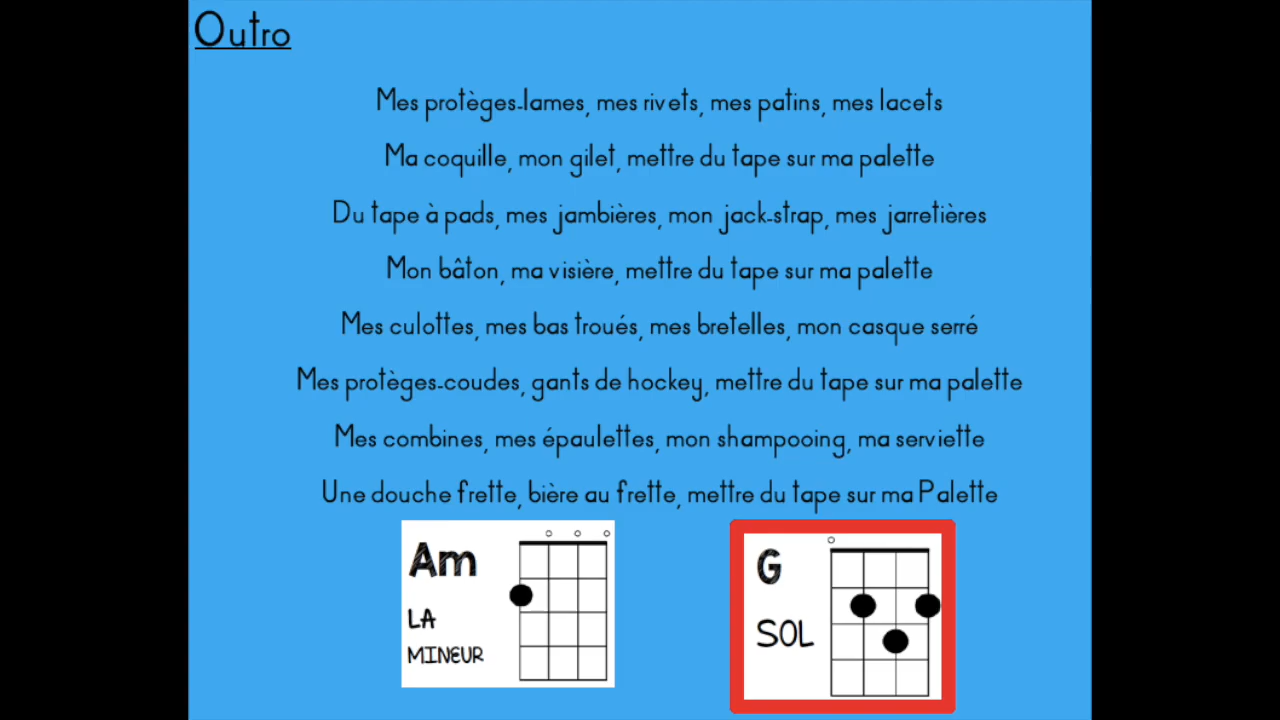 Outro
Mes protèges-lames, mes rivets, mes patins, mes lacets
Ma coquille, mon gilet, mettre du tape sur ma palette
Du tape à pads, mes jambières, mon jack-strap, mes jarretières
Mon bâton, ma visière, mettre du tape sur ma palette
Mes culottes, mes bas troués, mes bretelles, mon casque serré
Mes protèges-coudes, gants de hockey, mettre du tape sur ma palette
Mes combines, mes épaulettes, mon shampooing, ma serviette
Une douche frette, bière au frette, mettre du tape sur ma Palette
Am
LA
MINEUR
G
SOL